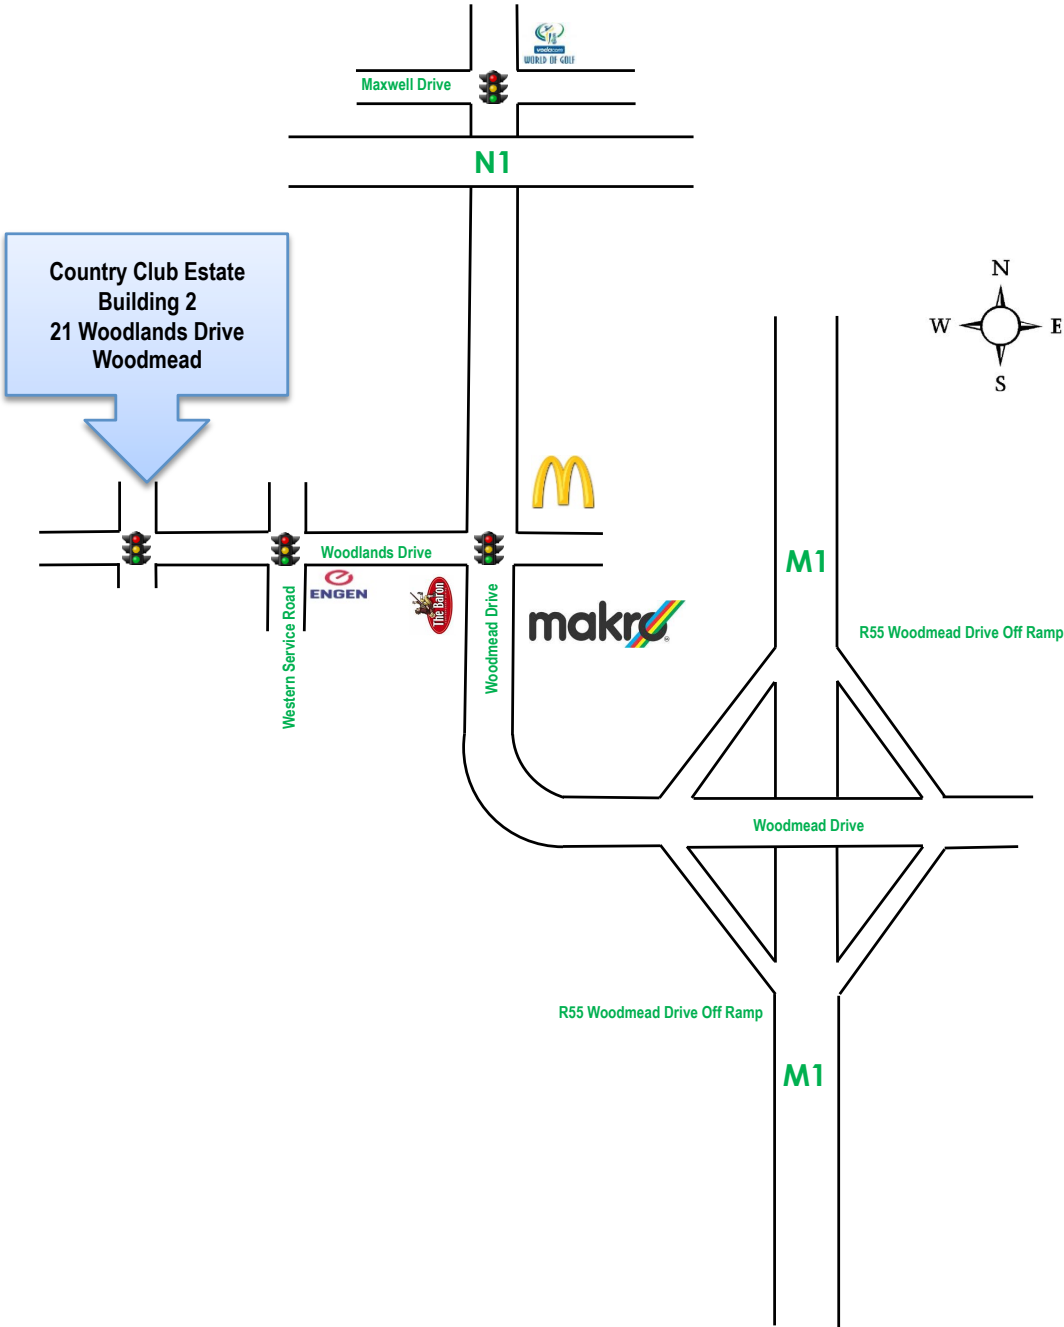 vodacom
WORLD OF GOLF
Maxwell Drive
N1
Country Club Estate
Building 2
21 Woodlands Drive
Woodmead
N
W
E
S
M1
Woodlands Drive
ENGEN
The Baron
Western Service Road
Woodmead Drive
makro
R55 Woodmead Drive Off Ramp
Woodmead Drive
R55 Woodmead Drive Off Ramp
M1